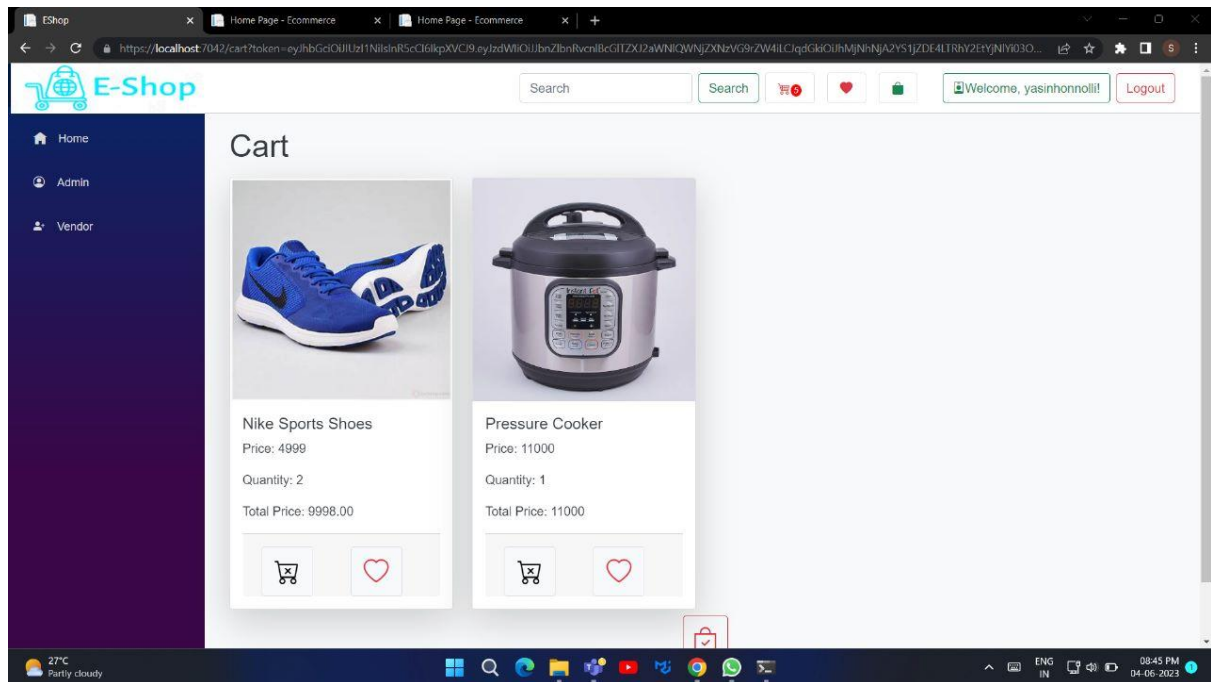 EShop
Home Page - Ecommerce
Home Page - Ecommerce
https://localhost:7042/cart?token=
E-Shop
Search
Search
5
Welcome, yasinhonnolli!
Logout
Home
Admin
Vendor
Cart
Nike Sports Shoes
Price: 4999
Quantity: 2
Total Price: 9998.00
Pressure Cooker
Price: 11000
Quantity: 1
Total Price: 11000
27°C
Partly cloudy
ENG
IN
08:45 PM
04-06-2023
1